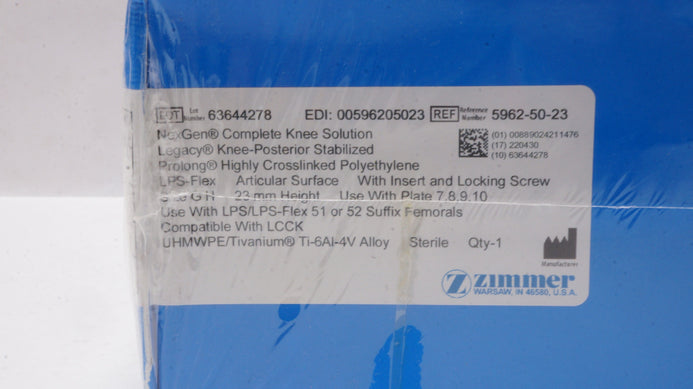 LOT Lot Number 63644278 EDI: 00596205023 REF Reference Number 5962-50-23
NexGen® Complete Knee Solution
Legacy® Knee-Posterior Stabilized
Prolong® Highly Crosslinked Polyethylene
LPS-Flex Articular Surface With Insert and Locking Screw
Size G H 23 mm Height Use With Plate 7,8,9,10
Use With LPS/LPS-Flex 51 or 52 Suffix Femorals
Compatible With LCCK
UHMWPE/Tivanium® Ti-6Al-4V Alloy Sterile Qty-1
(01) 00889024211476
(17) 220430
(10) 63644278
Manufacturer
zimmer
WARSAW, IN 46580, U.S.A.